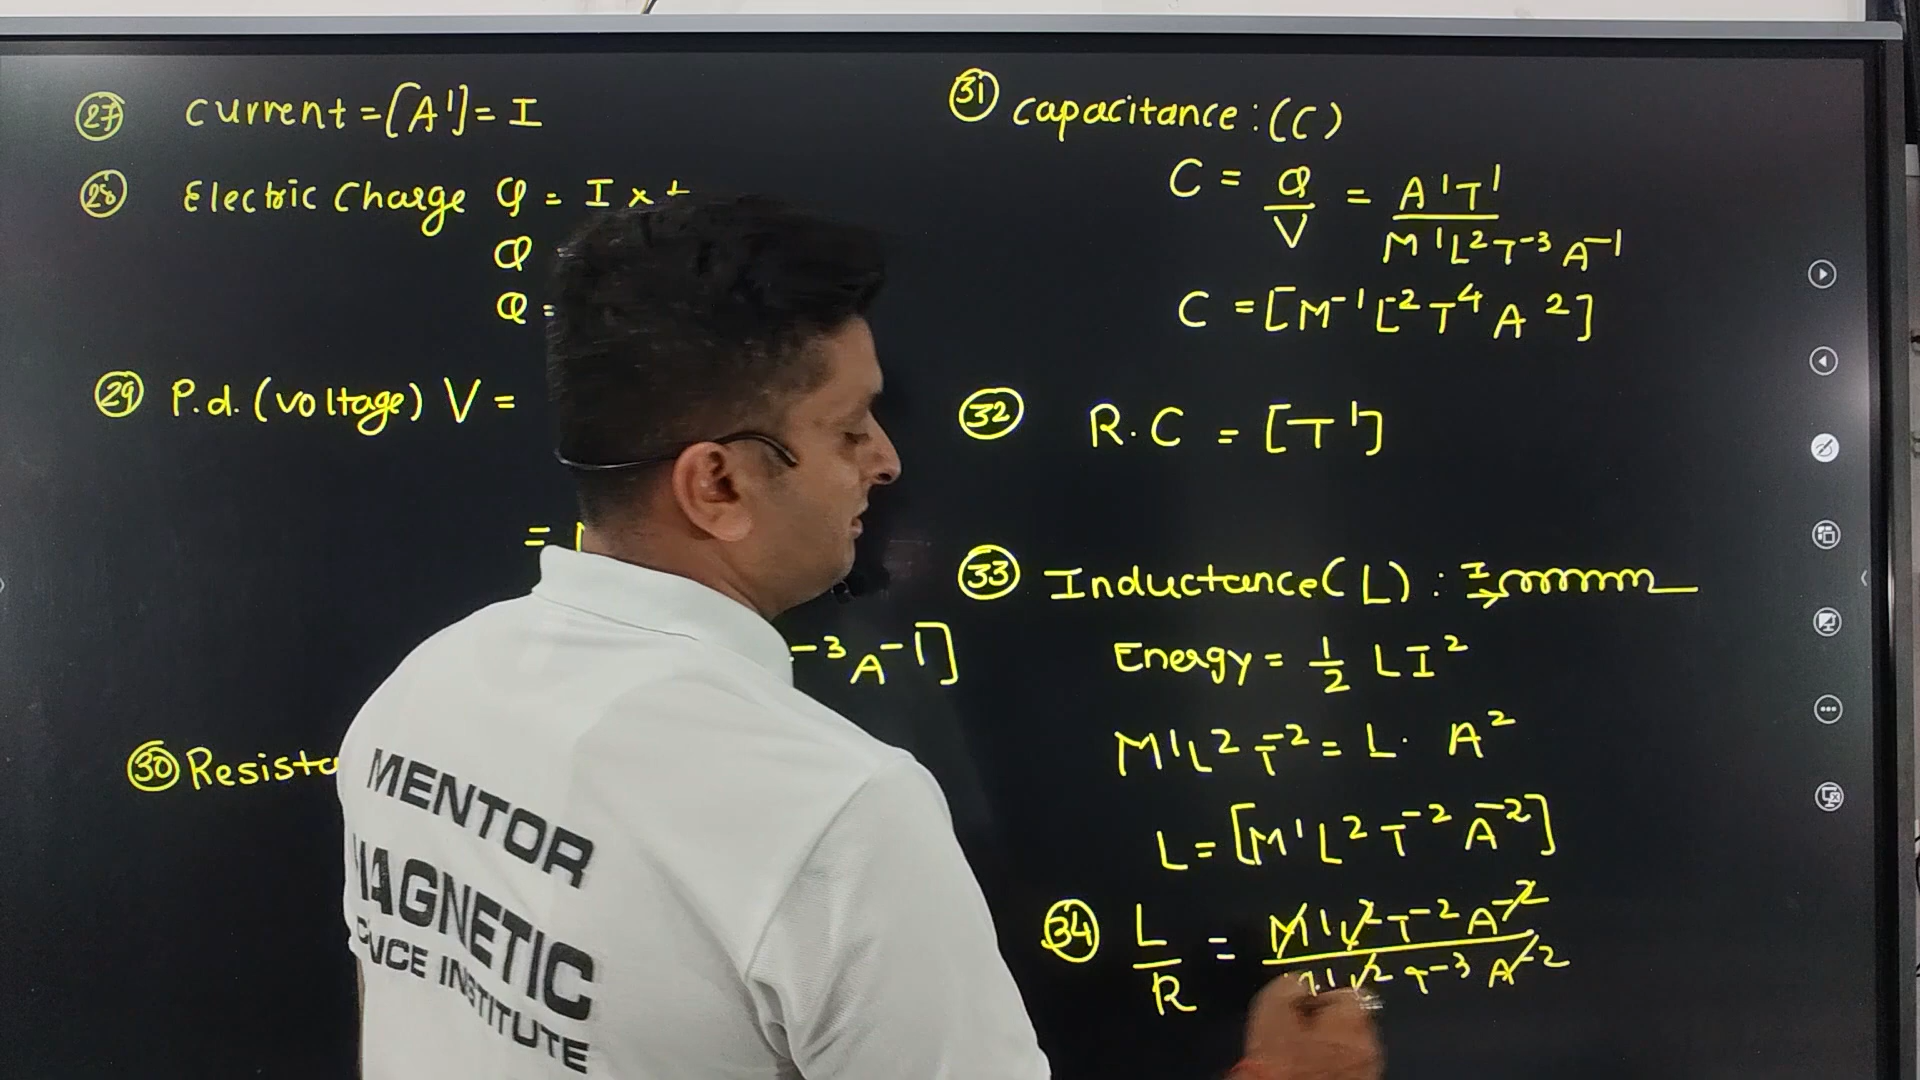 27 Current = [A¹] = I
28 Electric Charge Q = I × t
Q
Q =
29 P.d. (voltage) V =
=
⁻³ A⁻¹]
30 Resista
31 Capacitance : (C)
C = Q/V = A¹T¹ / M¹L²T⁻³A⁻¹
C = [M⁻¹L⁻²T⁴A²]
32 R.C = [T¹]
33 Inductance (L) : I
Energy = 1/2 LI²
M¹L²T⁻² = L · A²
L = [M¹L²T⁻²A⁻²]
34 L/R = M¹L²T⁻²A⁻² / M¹L²T⁻³A⁻²
MENTOR
MAGNETIC
NCE INSTITUTE